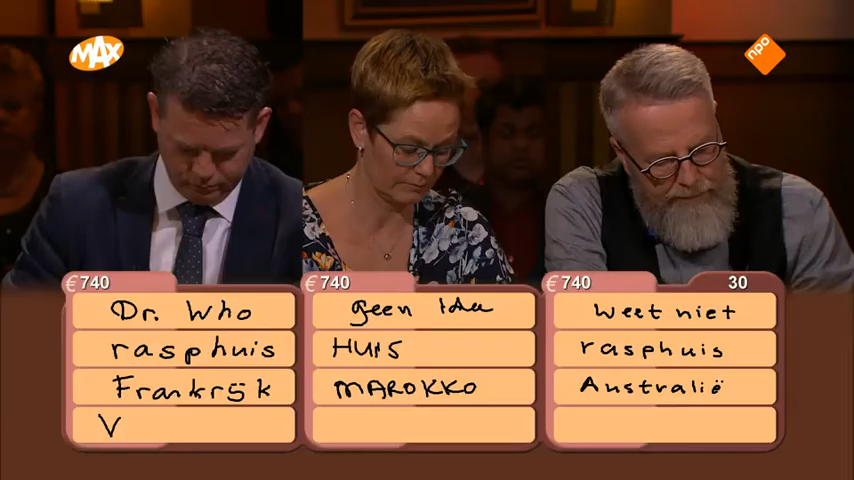 MAX
npo
€740
€740
€740 30
Dr. Who
rasphuis
Frankrijk
V
geen Idee
HUIS
MAROKKO
weet niet
rasphuis
Australië